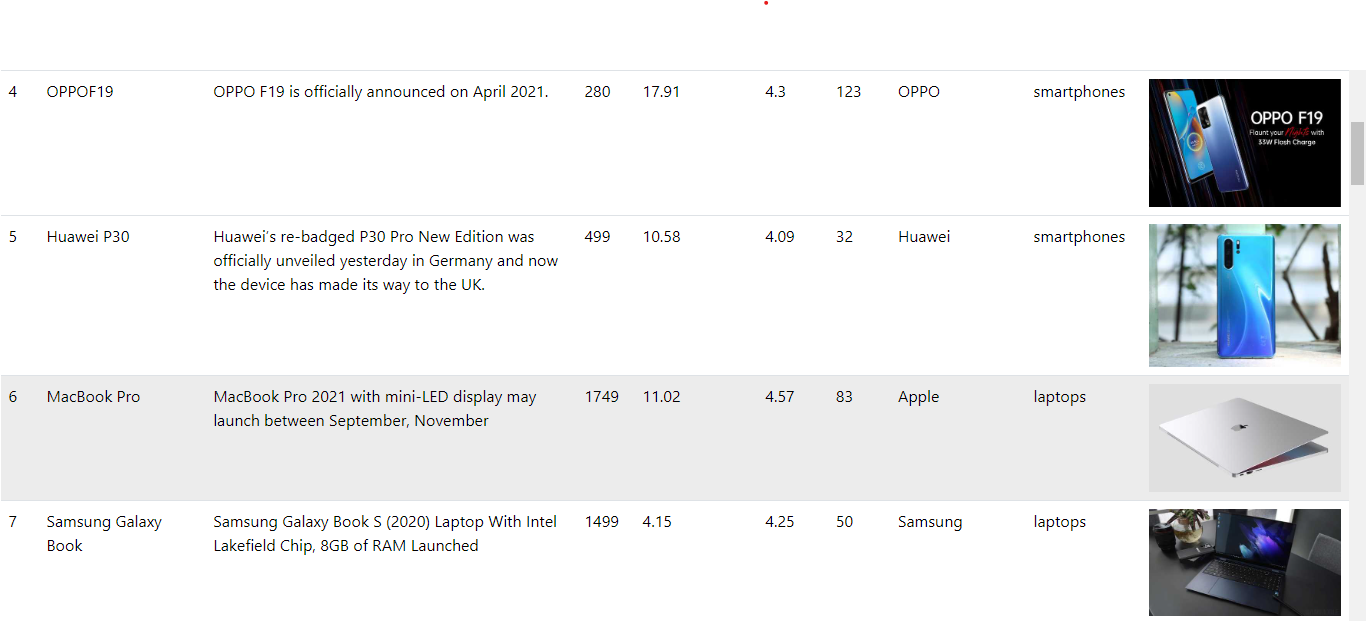 4 OPPOF19 OPPO F19 is officially announced on April 2021. 280 17.91 4.3 123 OPPO smartphones
OPPO F19
Flaunt your Nights with
33W Flash Charge
5 Huawei P30 Huawei’s re-badged P30 Pro New Edition was 499 10.58 4.09 32 Huawei smartphones
officially unveiled yesterday in Germany and now
the device has made its way to the UK.
6 MacBook Pro MacBook Pro 2021 with mini-LED display may 1749 11.02 4.57 83 Apple laptops
launch between September, November
7 Samsung Galaxy Samsung Galaxy Book S (2020) Laptop With Intel 1499 4.15 4.25 50 Samsung laptops
Book Lakefield Chip, 8GB of RAM Launched